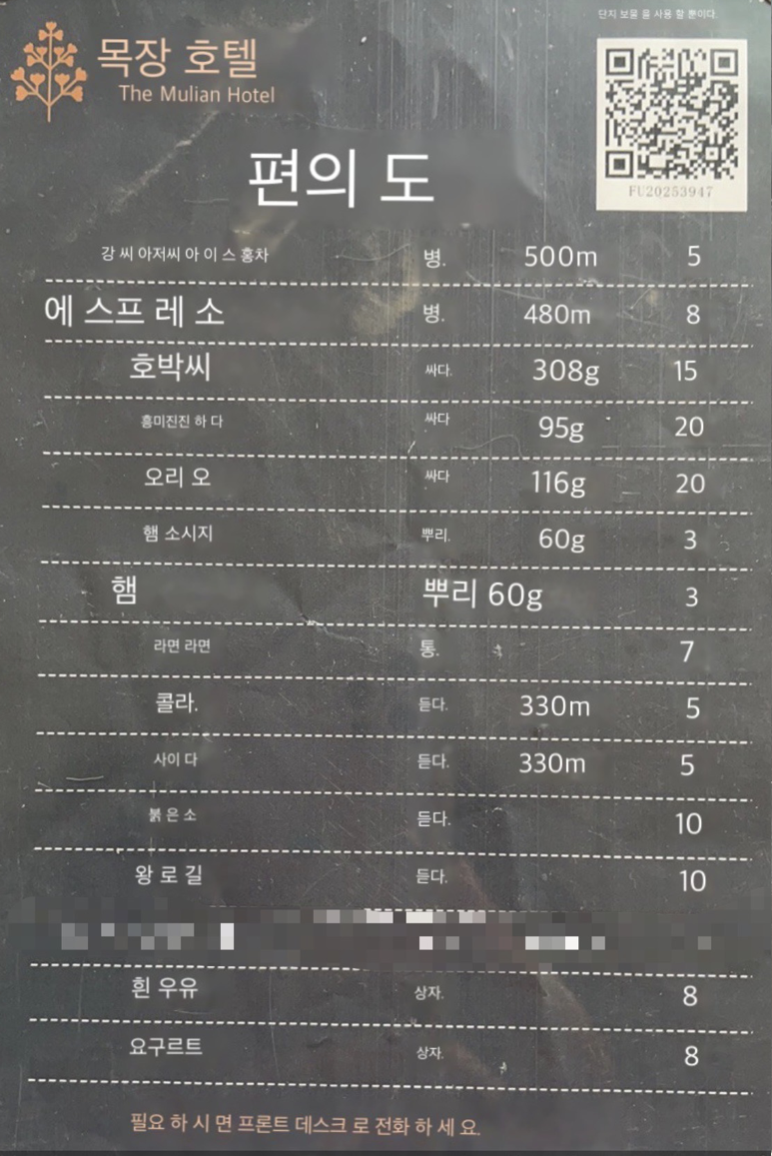 단지 보물 을 사용 할 뿐이다.
목장 호텔
The Mulian Hotel
FU20253947
편의 도
강 씨 아저씨 아 이 스 홍차 병. 500m 5
에 스프 레 소 병. 480m 8
호박씨 싸다. 308g 15
흥미진진 하 다 싸다 95g 20
오리 오 싸다 116g 20
햄 소시지 뿌리. 60g 3
햄 뿌리 60g 3
라면 라면 통. 7
콜라. 듣다. 330m 5
사이 다 듣다. 330m 5
붉 은 소 듣다. 10
왕 로 길 듣다. 10
흰 우유 상자. 8
요구르트 상자. 8
필요 하 시 면 프론트 데스크 로 전화 하 세 요.